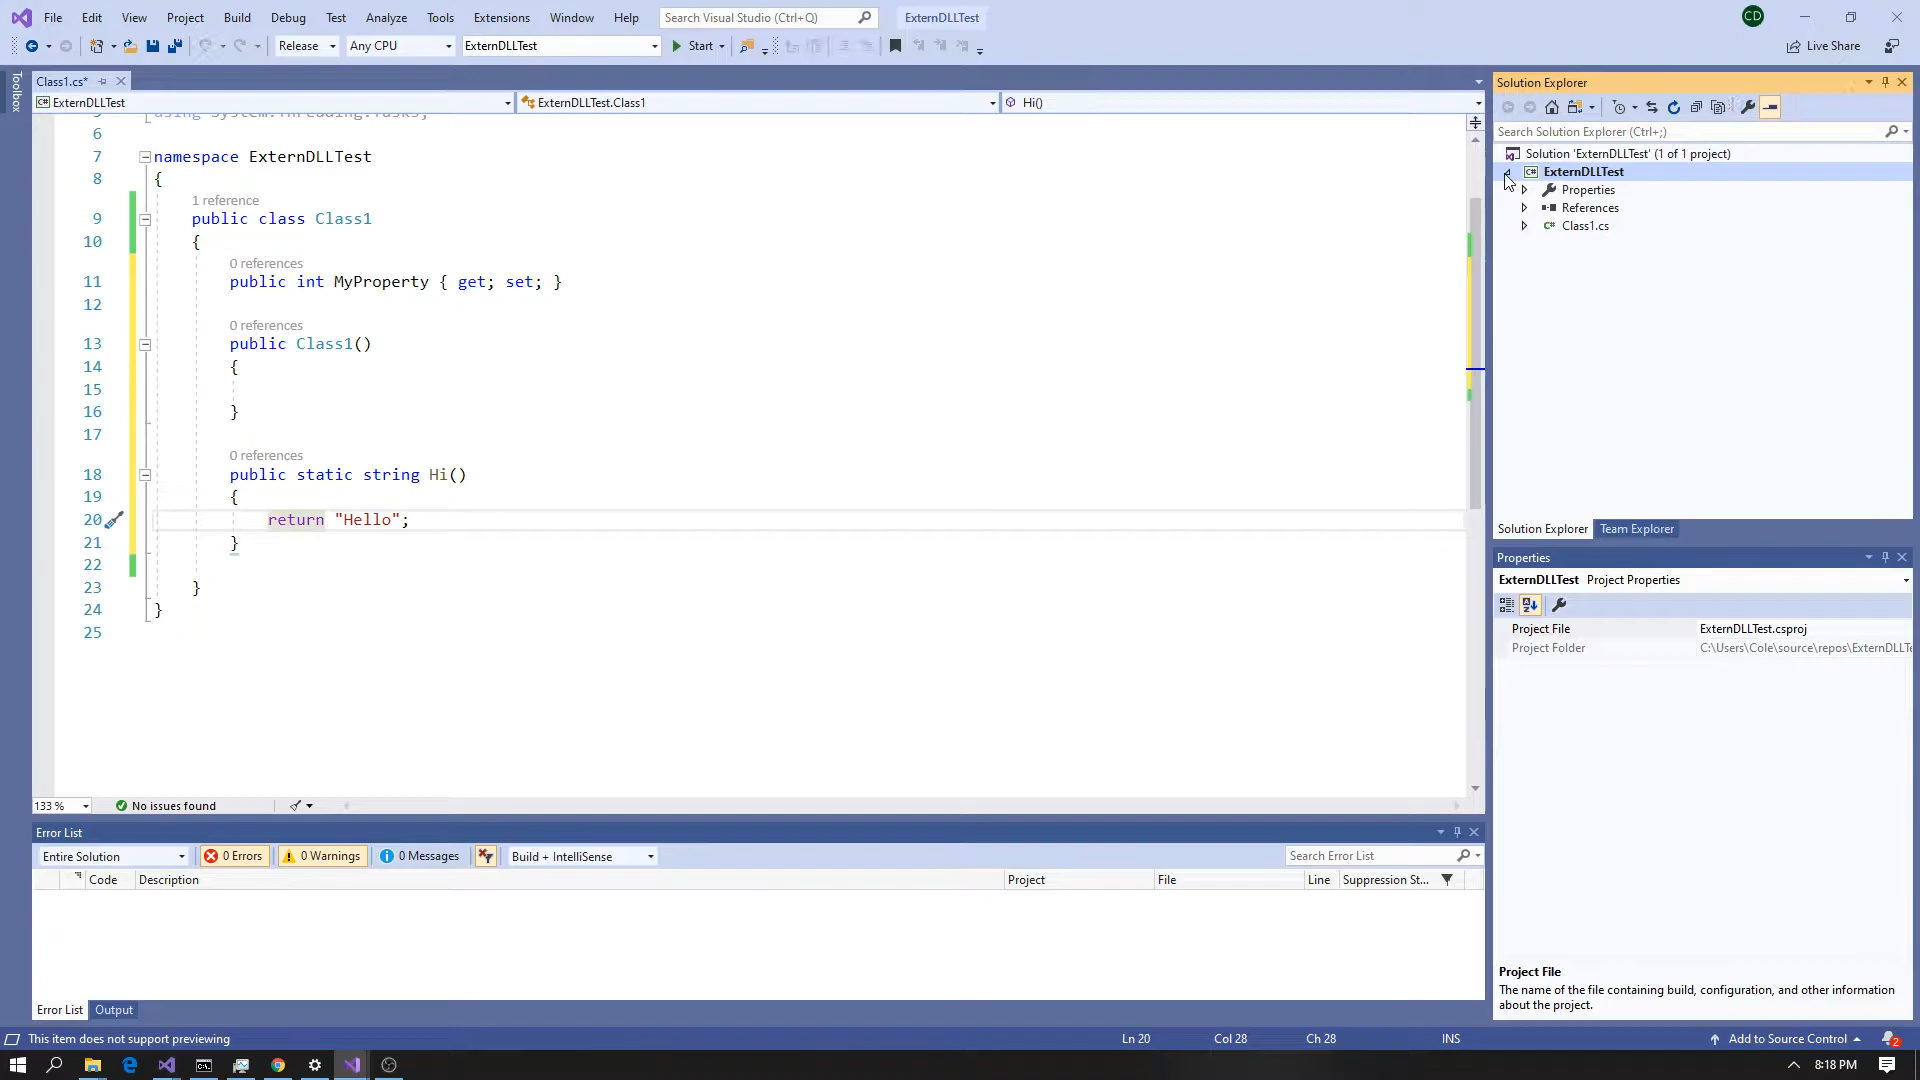 File Edit View Project Build Debug Test Analyze Tools Extensions Window Help Search Visual Studio (Ctrl+Q) ExternDLLTest CD
Release Any CPU ExternDLLTest Start Live Share
Toolbox
Class1.cs*
ExternDLLTest ExternDLLTest.Class1 Hi()
5 using System.Threading.Tasks;
6
7 namespace ExternDLLTest
8 {
1 reference
9 public class Class1
10 {
0 references
11 public int MyProperty { get; set; }
12
0 references
13 public Class1()
14 {
15
16 }
17
0 references
18 public static string Hi()
19 {
20 return "Hello";
21 }
22
23 }
24 }
25
133 % No issues found
Error List
Entire Solution 0 Errors 0 Warnings 0 Messages Build + IntelliSense Search Error List
Code Description Project File Line Suppression St...
Error List Output
Solution Explorer
Search Solution Explorer (Ctrl+;)
Solution 'ExternDLLTest' (1 of 1 project)
C# ExternDLLTest
Properties
References
C# Class1.cs
Solution Explorer Team Explorer
Properties
ExternDLLTest Project Properties
Project File ExternDLLTest.csproj
Project Folder C:\Users\Cole\source\repos\ExternDLLTe
Project File
The name of the file containing build, configuration, and other information
about the project.
This item does not support previewing Ln 20 Col 28 Ch 28 INS Add to Source Control 2
8:18 PM